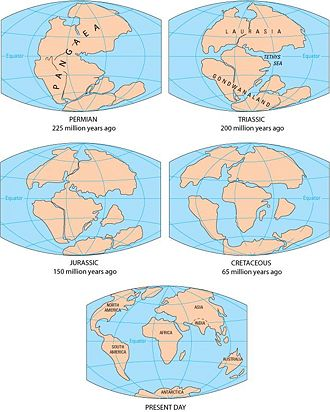 Equator
PANGAEA
PERMIAN
225 million years ago
LAURASIA
Equator
TETHYS
SEA
GONDWANALAND
TRIASSIC
200 million years ago
Equator
JURASSIC
150 million years ago
Equator
CRETACEOUS
65 million years ago
NORTH
AMERICA
ASIA
INDIA
AFRICA
Equator
SOUTH
AMERICA
AUSTRALIA
ANTARCTICA
PRESENT DAY